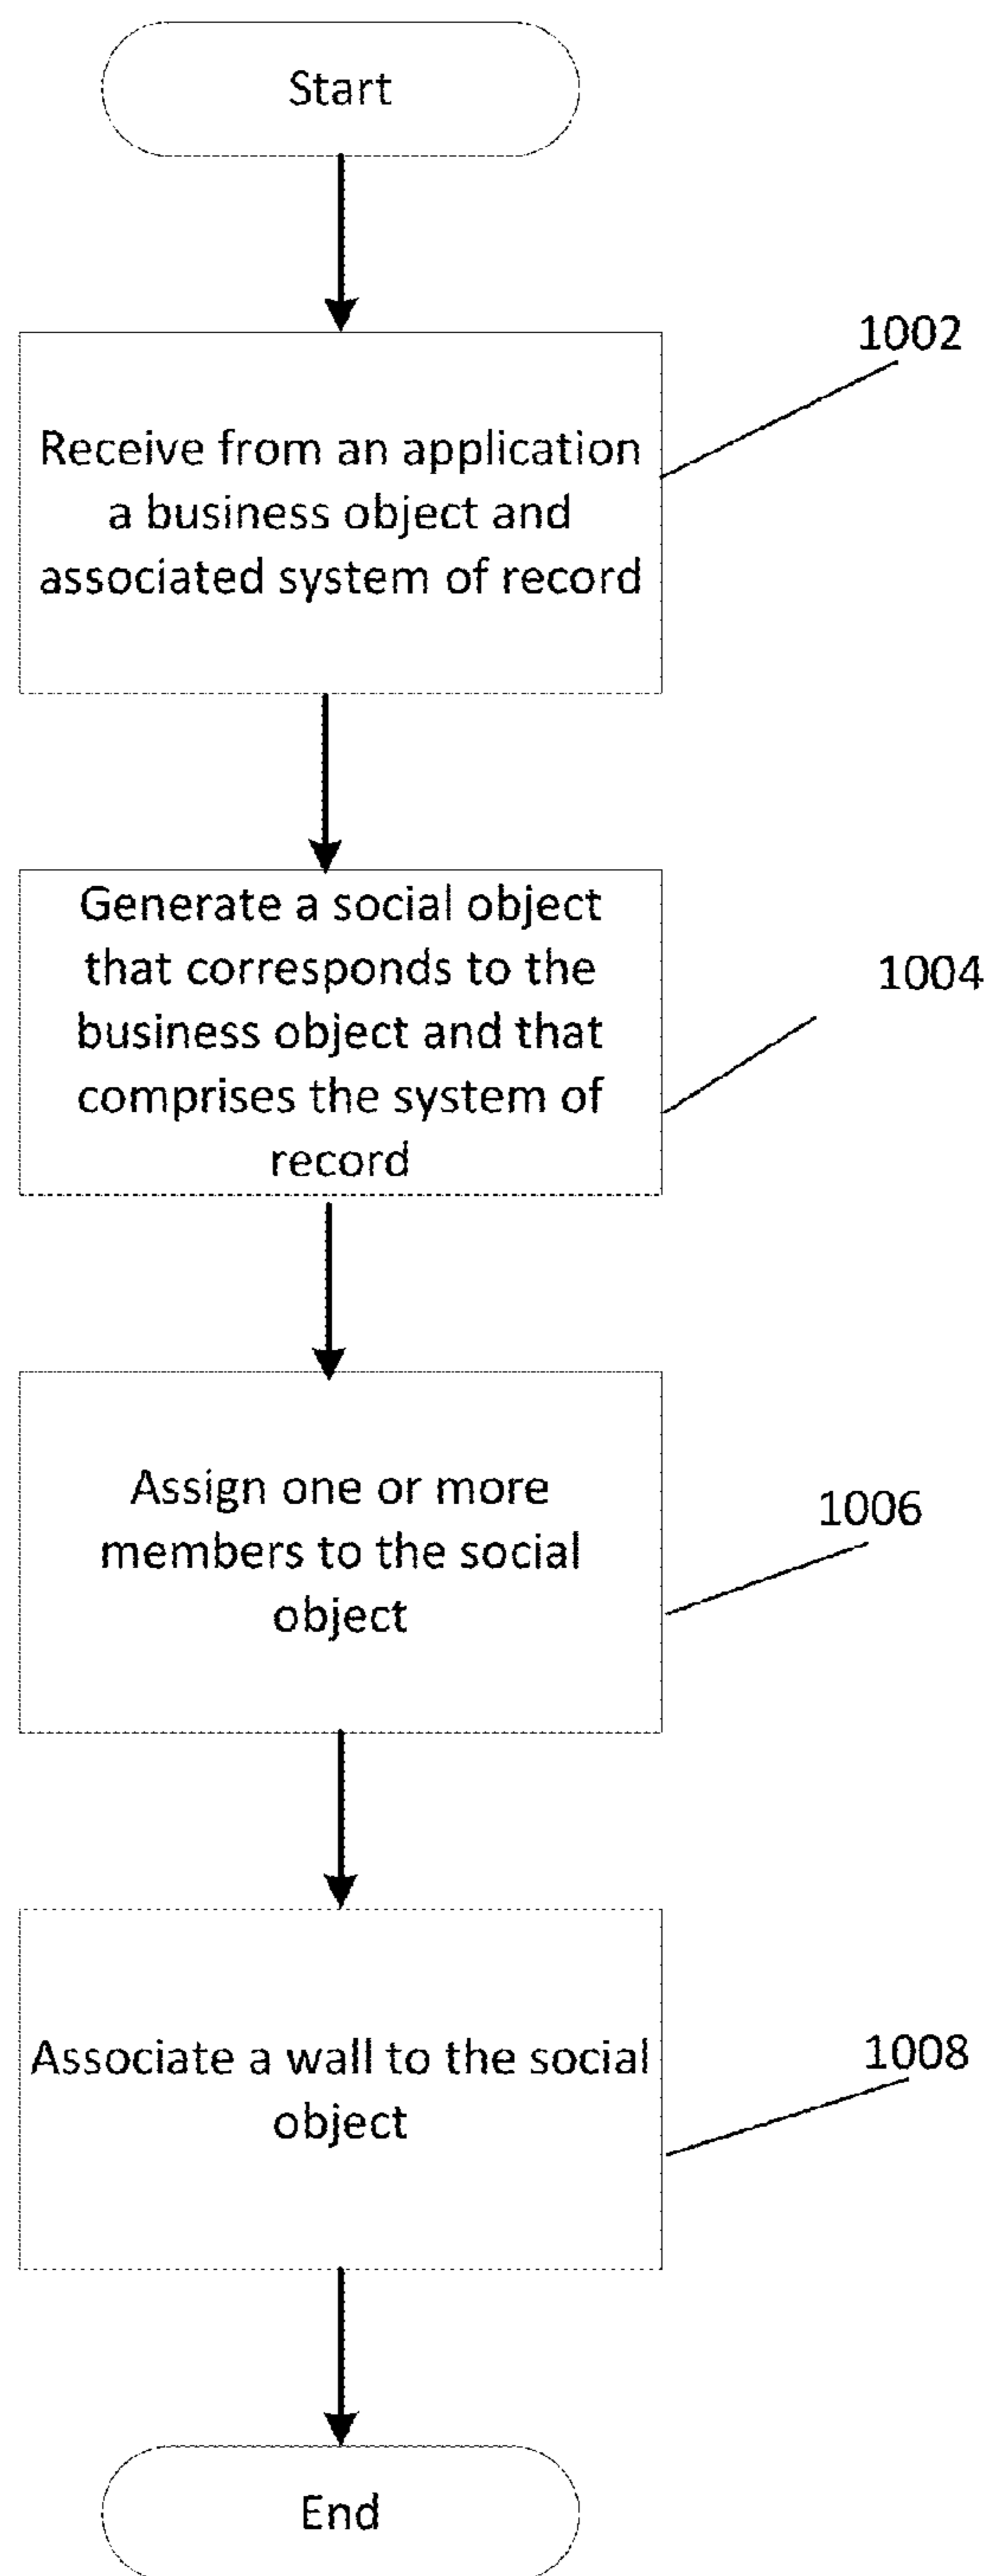 Start
1002
Receive from an application
a business object and
associated system of record
Generate a social object
that corresponds to the
business object and that
comprises the system of
record
1004
Assign one or more
members to the social
object
1006
Associate a wall to the social
object
1008
End